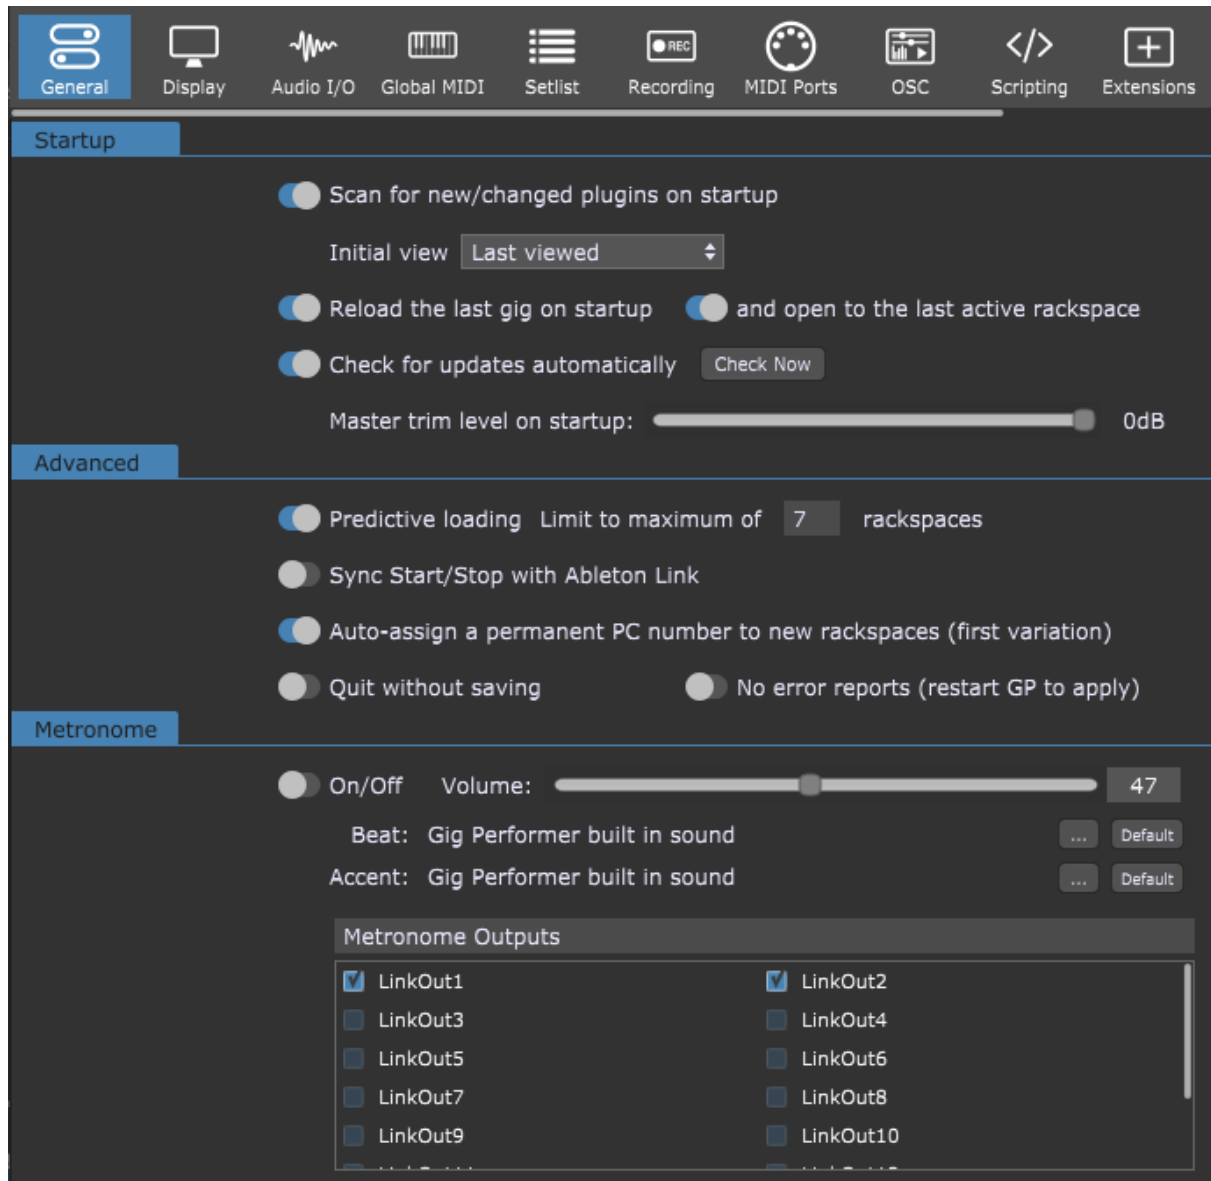 General Display Audio I/O Global MIDI Setlist REC Recording MIDI Ports OSC Scripting Extensions
Startup
Scan for new/changed plugins on startup
Initial view Last viewed
Reload the last gig on startup and open to the last active rackspace
Check for updates automatically Check Now
Master trim level on startup: 0dB
Advanced
Predictive loading Limit to maximum of 7 rackspaces
Sync Start/Stop with Ableton Link
Auto-assign a permanent PC number to new rackspaces (first variation)
Quit without saving No error reports (restart GP to apply)
Metronome
On/Off Volume: 47
Beat: Gig Performer built in sound ... Default
Accent: Gig Performer built in sound ... Default
Metronome Outputs
LinkOut1 LinkOut2
LinkOut3 LinkOut4
LinkOut5 LinkOut6
LinkOut7 LinkOut8
LinkOut9 LinkOut10